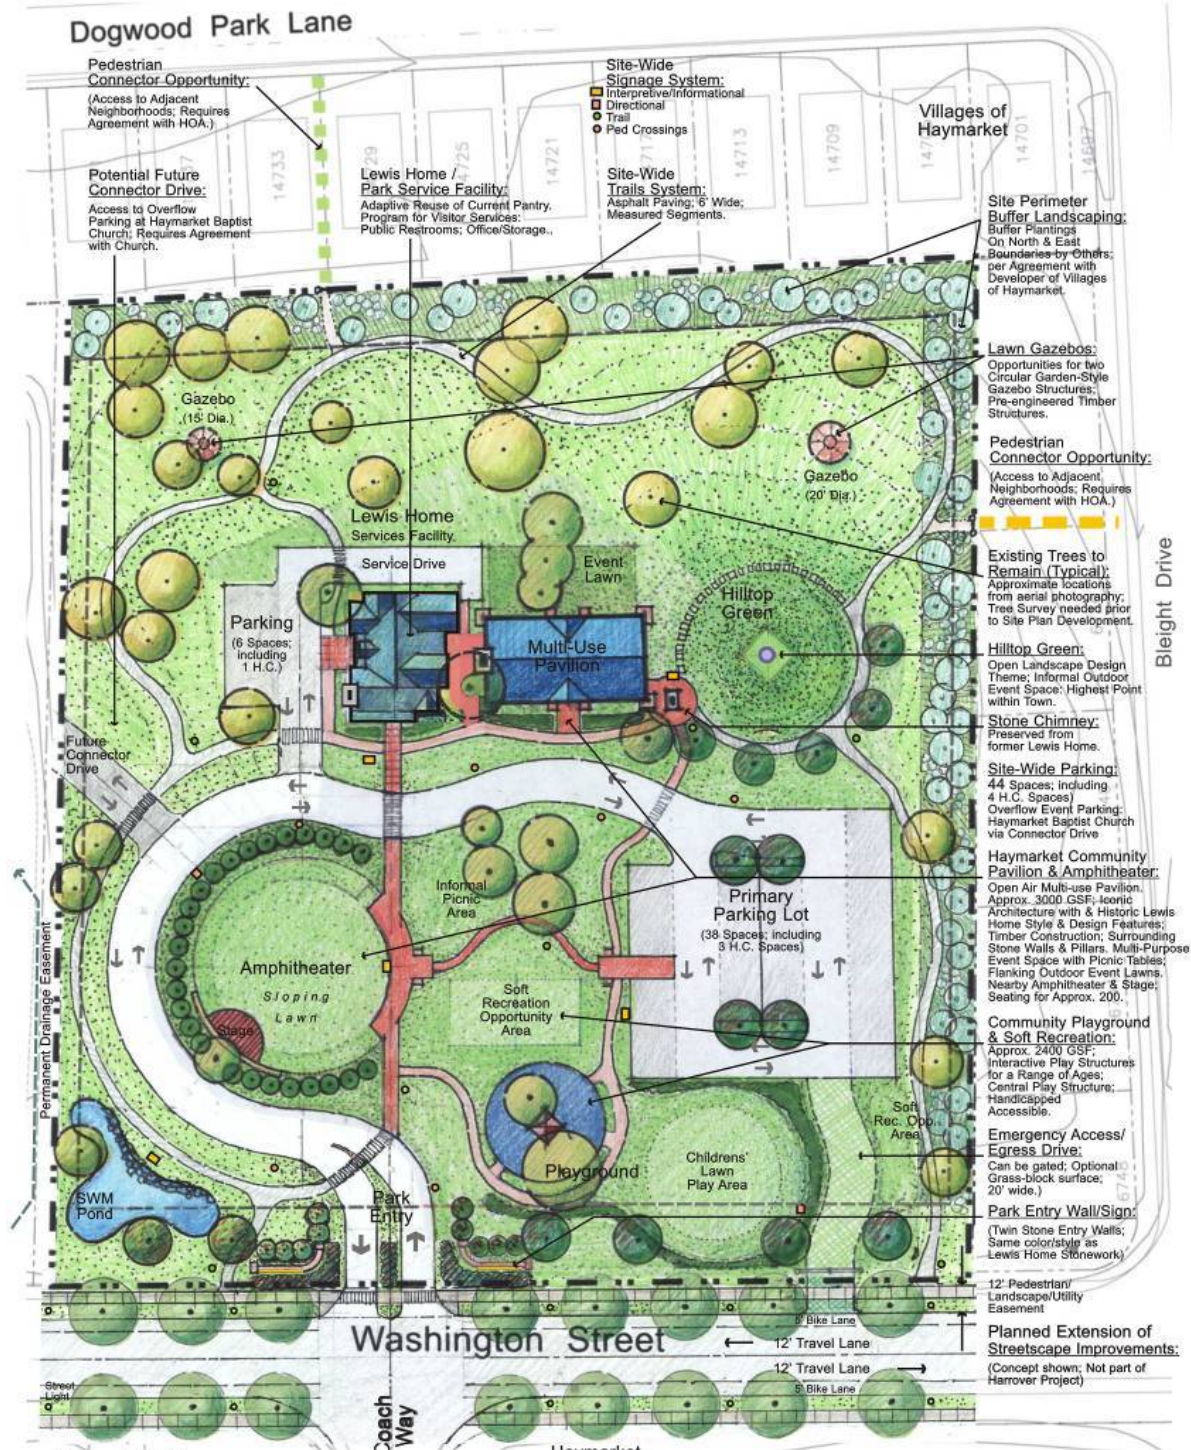 Dogwood Park Lane
Pedestrian
Connector Opportunity:
(Access to Adjacent
Neighborhoods; Requires
Agreement with HOA.)
Site-Wide
Signage System:
Interpretive/Informational
Directional
Trail
Ped Crossings
Villages of
Haymarket
14733
14721
14713
14709
14701
14697
Potential Future
Connector Drive:
Access to Overflow
Parking at Haymarket Baptist
Church; Requires Agreement
with Church.
Lewis Home /
Park Service Facility:
Adaptive Reuse of Current Pantry.
Program for Visitor Services:
Public Restrooms; Office/Storage.,
Site-Wide
Trails System:
Asphalt Paving; 6' Wide;
Measured Segments.
Site Perimeter
Buffer Landscaping:
Buffer Plantings
On North & East
Boundaries by Others;
per Agreement with
Developer of Villages
of Haymarket.
Lawn Gazebos:
Opportunities for two
Circular Garden-Style
Gazebo Structures;
Pre-engineered Timber
Structures.
Gazebo
(15' Dia.)
Gazebo
(20' Dia.)
Pedestrian
Connector Opportunity:
(Access to Adjacent
Neighborhoods; Requires
Agreement with HOA.)
Lewis Home
Services Facility.
Service Drive
Event
Lawn
Hilltop
Green
Parking
(6 Spaces;
including
1 H.C.)
Multi-Use
Pavilion
Existing Trees to
Remain (Typical):
Approximate locations
from aerial photography;
Tree Survey needed prior
to Site Plan Development.
Bleight Drive
Hilltop Green:
Open Landscape Design
Theme; Informal Outdoor
Event Space: Highest Point
within Town.
Stone Chimney:
Preserved from
former Lewis Home.
Future
Connector
Drive
Site-Wide Parking:
44 Spaces; including
4 H.C. Spaces)
Overflow Event Parking:
Haymarket Baptist Church
via Connector Drive
Haymarket Community
Pavilion & Amphitheater:
Open Air Multi-use Pavilion.
Approx. 3000 GSF; Iconic
Architecture with & Historic Lewis
Home Style & Design Features;
Timber Construction; Surrounding
Stone Walls & Pillars. Multi-Purpose
Event Space with Picnic Tables;
Flanking Outdoor Event Lawns.
Nearby Amphitheater & Stage;
Seating for Approx. 200.
Informal
Picnic
Area
Primary
Parking Lot
(38 Spaces; including
3 H.C. Spaces)
Permanent Drainage Easement
Amphitheater
Sloping
Lawn
Stage
Soft
Recreation
Opportunity
Area
Community Playground
& Soft Recreation:
Approx. 2400 GSF;
Interactive Play Structures
for a Range of Ages;
Central Play Structure;
Handicapped
Accessible.
Soft
Rec. Opp.
Area
Emergency Access/
Egress Drive:
Can be gated; Optional
Grass-block surface;
20' wide.)
Playground
Childrens'
Lawn
Play Area
SWM
Pond
Park
Entry
Park Entry Wall/Sign:
(Twin Stone Entry Walls;
Same color/style as
Lewis Home Stonework)
12' Pedestrian/
Landscape/Utility
Easement
5' Bike Lane
Washington Street
12' Travel Lane
12' Travel Lane
5' Bike Lane
Planned Extension of
Streetscape Improvements:
(Concept shown; Not part of
Harrover Project)
Street
Light
Coach
Way
Haymarket